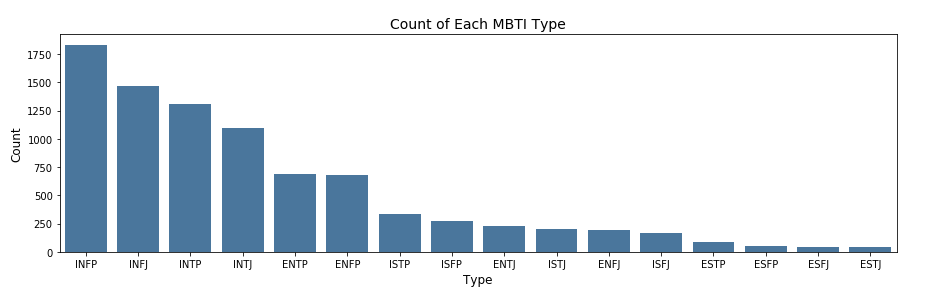 Count of Each MBTI Type
Count
1750
1500
1250
1000
750
500
250
0
INFP INFJ INTP INTJ ENTP ENFP ISTP ISFP ENTJ ISTJ ENFJ ISFJ ESTP ESFP ESFJ ESTJ
Type